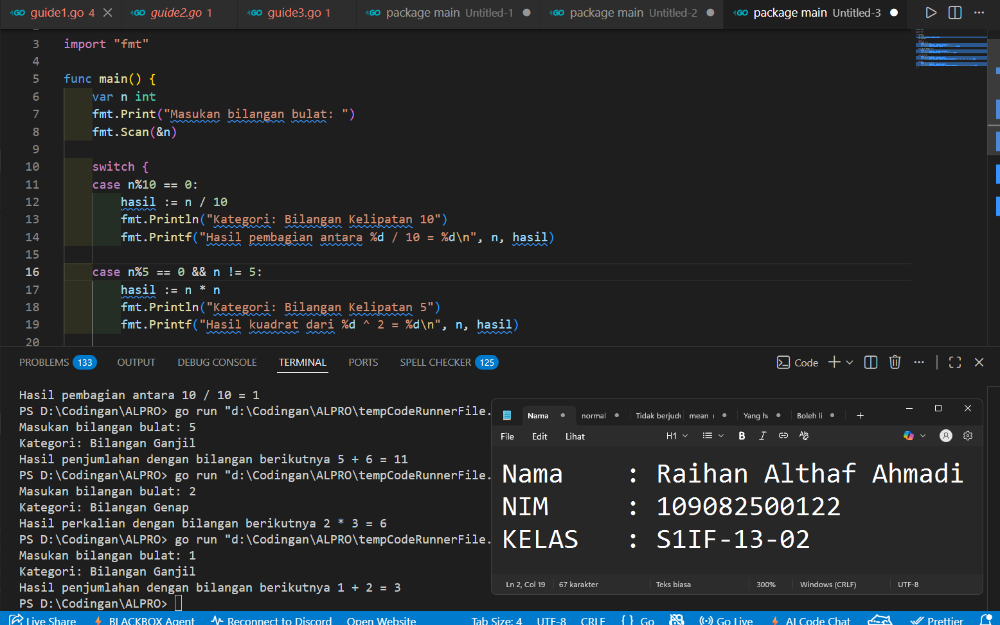 guide1.go 4
guide2.go 1
guide3.go 1
package main Untitled-1
package main Untitled-2
package main Untitled-3
3 import "fmt"
4
5 func main() {
6 var n int
7 fmt.Print("Masukan bilangan bulat: ")
8 fmt.Scan(&n)
9
10 switch {
11 case n%10 == 0:
12 hasil := n / 10
13 fmt.Println("Kategori: Bilangan Kelipatan 10")
14 fmt.Printf("Hasil pembagian antara %d / 10 = %d\n", n, hasil)
15
16 case n%5 == 0 && n != 5:
17 hasil := n * n
18 fmt.Println("Kategori: Bilangan Kelipatan 5")
19 fmt.Printf("Hasil kuadrat dari %d ^ 2 = %d\n", n, hasil)
20
PROBLEMS 133 OUTPUT DEBUG CONSOLE TERMINAL PORTS SPELL CHECKER 125 Code
Hasil pembagian antara 10 / 10 = 1
PS D:\Codingan\ALPRO> go run "d:\Codingan\ALPRO\tempCodeRunnerFile.
Masukan bilangan bulat: 5
Kategori: Bilangan Ganjil
Hasil penjumlahan dengan bilangan berikutnya 5 + 6 = 11
PS D:\Codingan\ALPRO> go run "d:\Codingan\ALPRO\tempCodeRunnerFile.
Masukan bilangan bulat: 2
Kategori: Bilangan Genap
Hasil perkalian dengan bilangan berikutnya 2 * 3 = 6
PS D:\Codingan\ALPRO> go run "d:\Codingan\ALPRO\tempCodeRunnerFile.
Masukan bilangan bulat: 1
Kategori: Bilangan Ganjil
Hasil penjumlahan dengan bilangan berikutnya 1 + 2 = 3
PS D:\Codingan\ALPRO>
Nama normal Tidak berjudu mean Yang ha Boleh li
File Edit Lihat H1 B I
Nama : Raihan Althaf Ahmadi
NIM : 109082500122
KELAS : S1IF-13-02
Ln 2, Col 19 67 karakter Teks biasa 300% Windows (CRLF) UTF-8
Live Share BLACKBOX Agent Reconnect to Discord Open Website Tab Size: 4 UTF-8 CRLF {} Go Go Live AI Code Chat Prettier